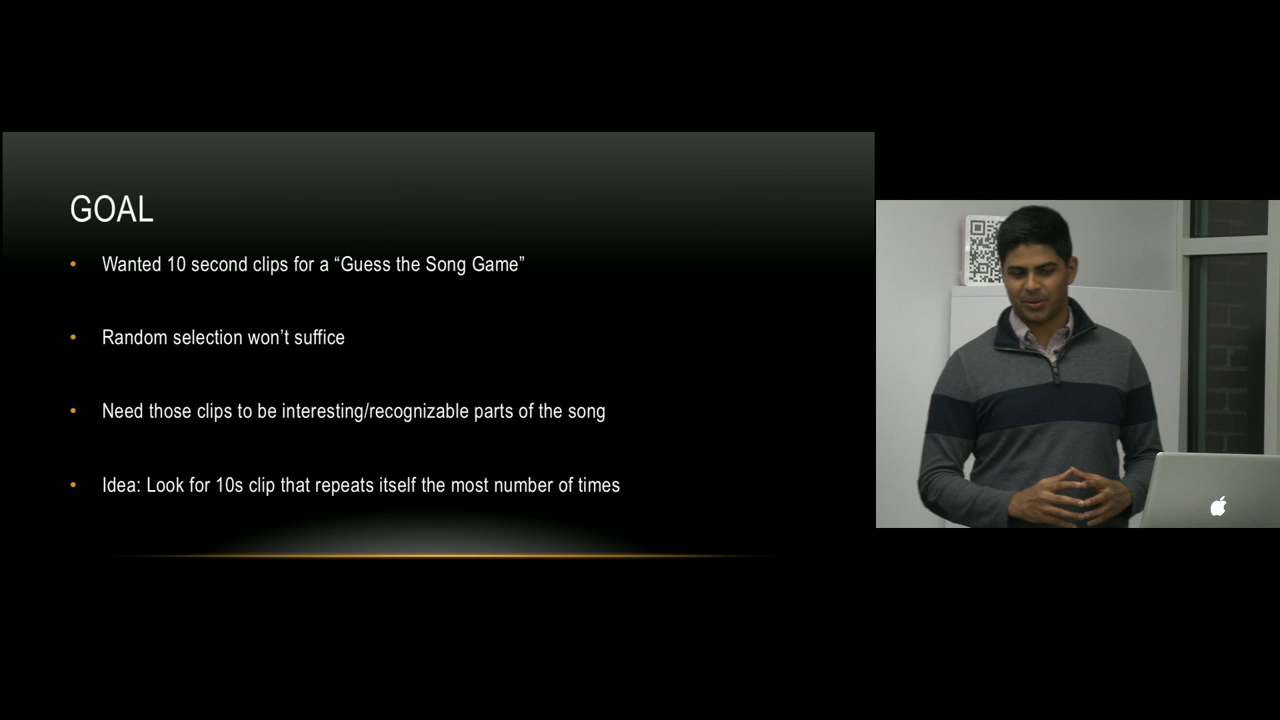 GOAL
• Wanted 10 second clips for a “Guess the Song Game”
• Random selection won’t suffice
• Need those clips to be interesting/recognizable parts of the song
• Idea: Look for 10s clip that repeats itself the most number of times